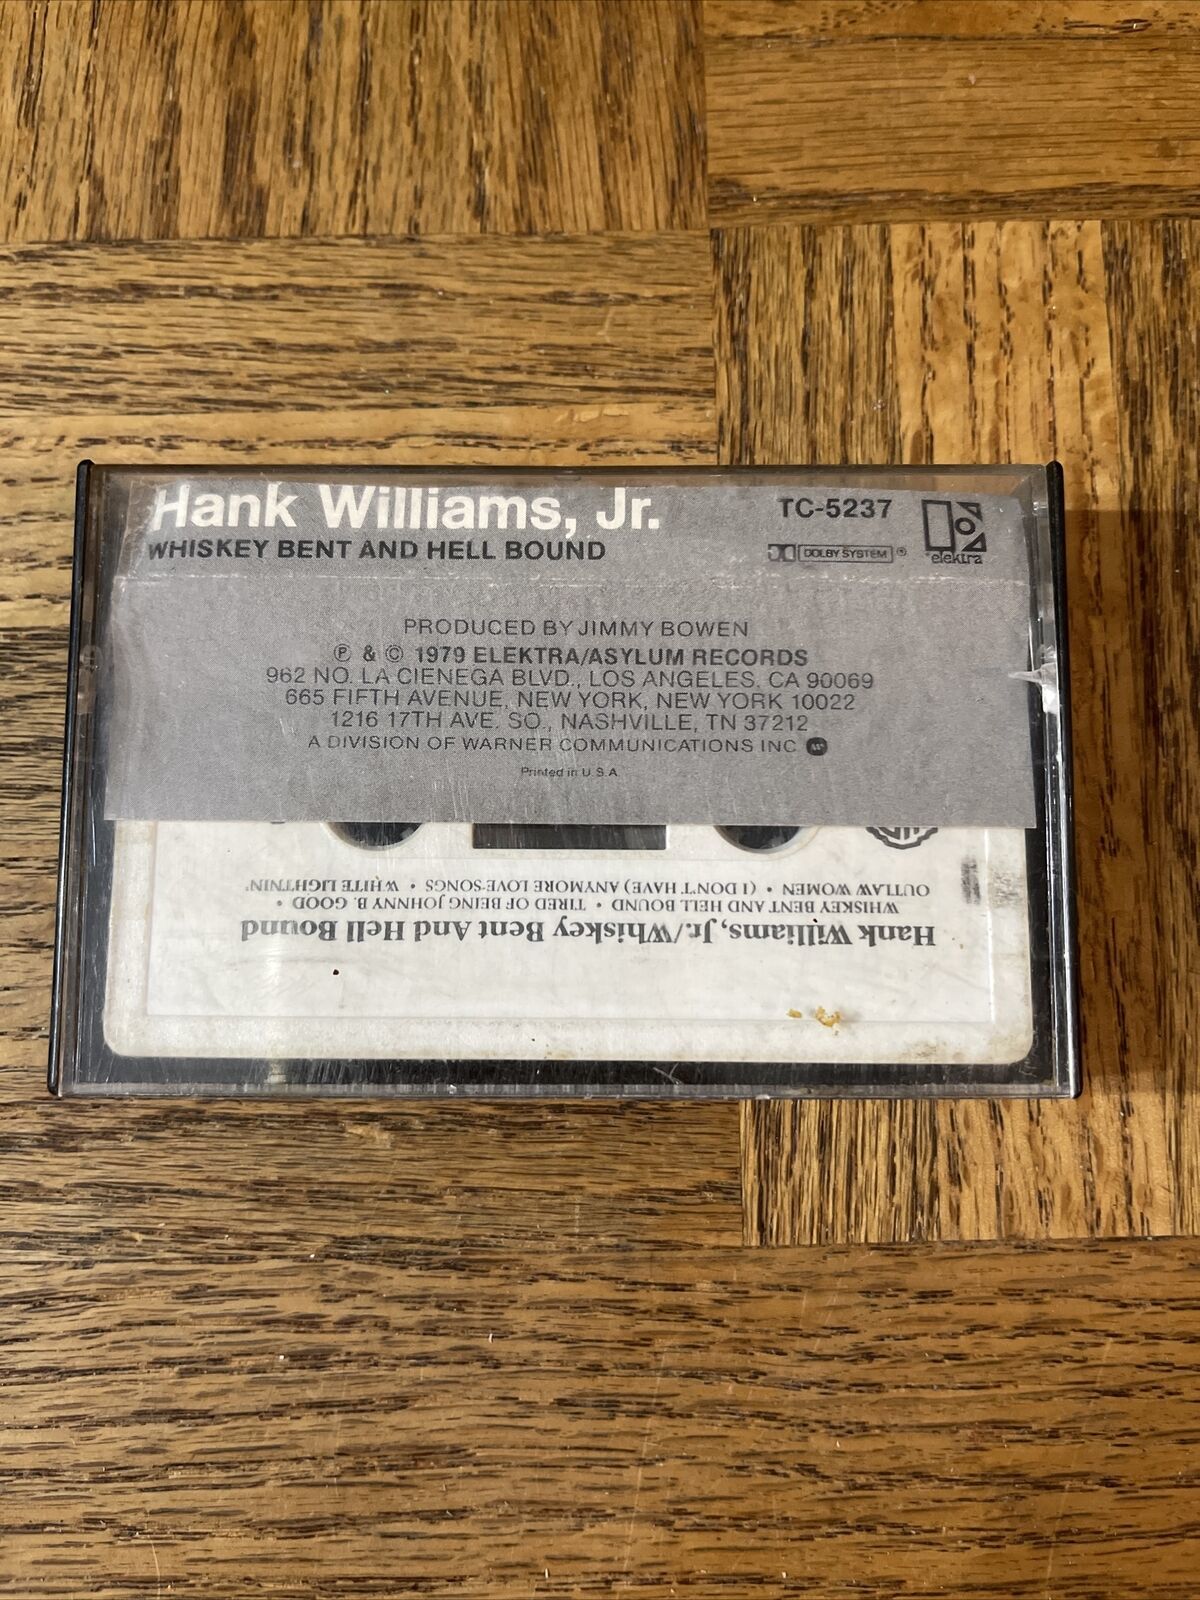 Hank Williams, Jr.
TC-5237
WHISKEY BENT AND HELL BOUND
DOLBY SYSTEM ®
elektra
PRODUCED BY JIMMY BOWEN
℗ & © 1979 ELEKTRA/ASYLUM RECORDS
962 NO. LA CIENEGA BLVD., LOS ANGELES, CA 90069
665 FIFTH AVENUE, NEW YORK, NEW YORK 10022
1216 17TH AVE. SO., NASHVILLE, TN 37212
A DIVISION OF WARNER COMMUNICATIONS INC
Printed in U.S.A.
Hank Williams, Jr./Whiskey Bent And Hell Bound
WHISKEY BENT AND HELL BOUND • TIRED OF BEING JOHNNY B. GOOD •
OUTLAW WOMEN • (I DON'T HAVE) ANYMORE LOVE SONGS • WHITE LIGHTNIN'